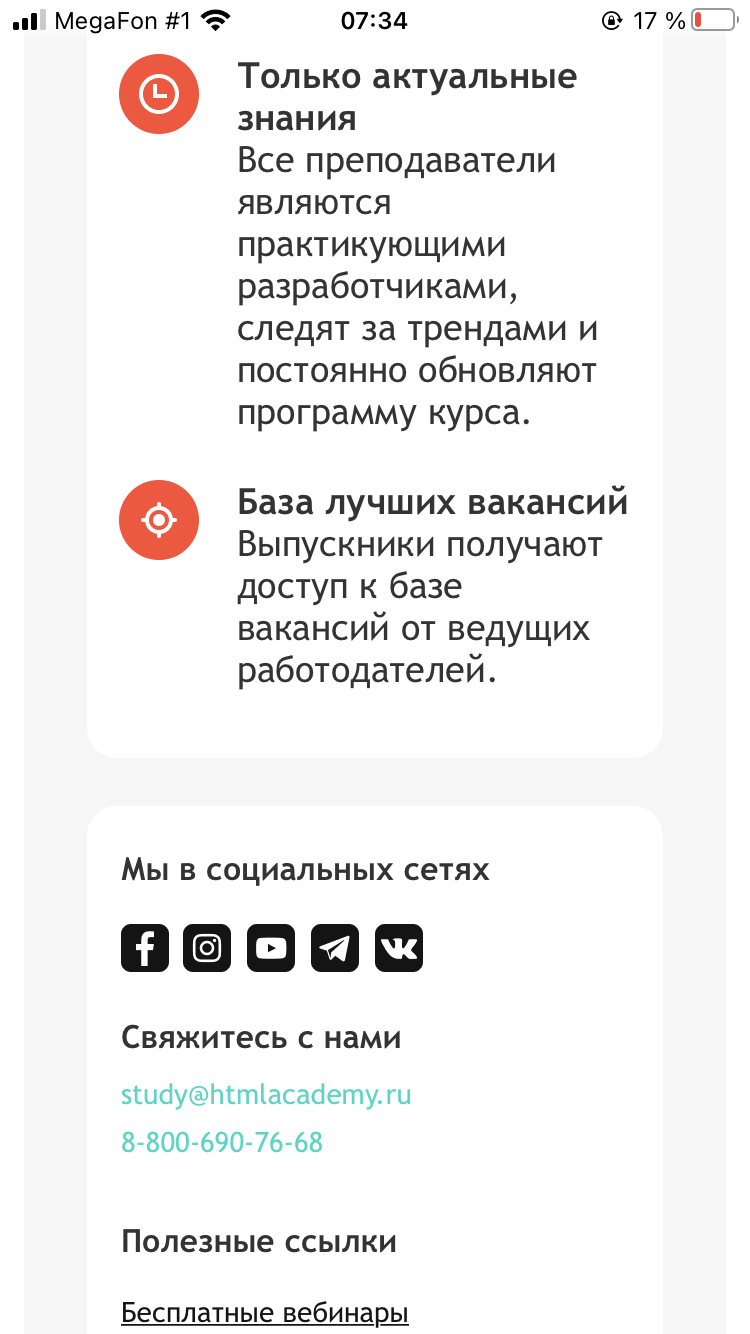 MegaFon #1 07:34 17 %
Только актуальные
знания
Все преподаватели
являются
практикующими
разработчиками,
следят за трендами и
постоянно обновляют
программу курса.
База лучших вакансий
Выпускники получают
доступ к базе
вакансий от ведущих
работодателей.
Мы в социальных сетях
Свяжитесь с нами
study@htmlacademy.ru
8-800-690-76-68
Полезные ссылки
Бесплатные вебинары